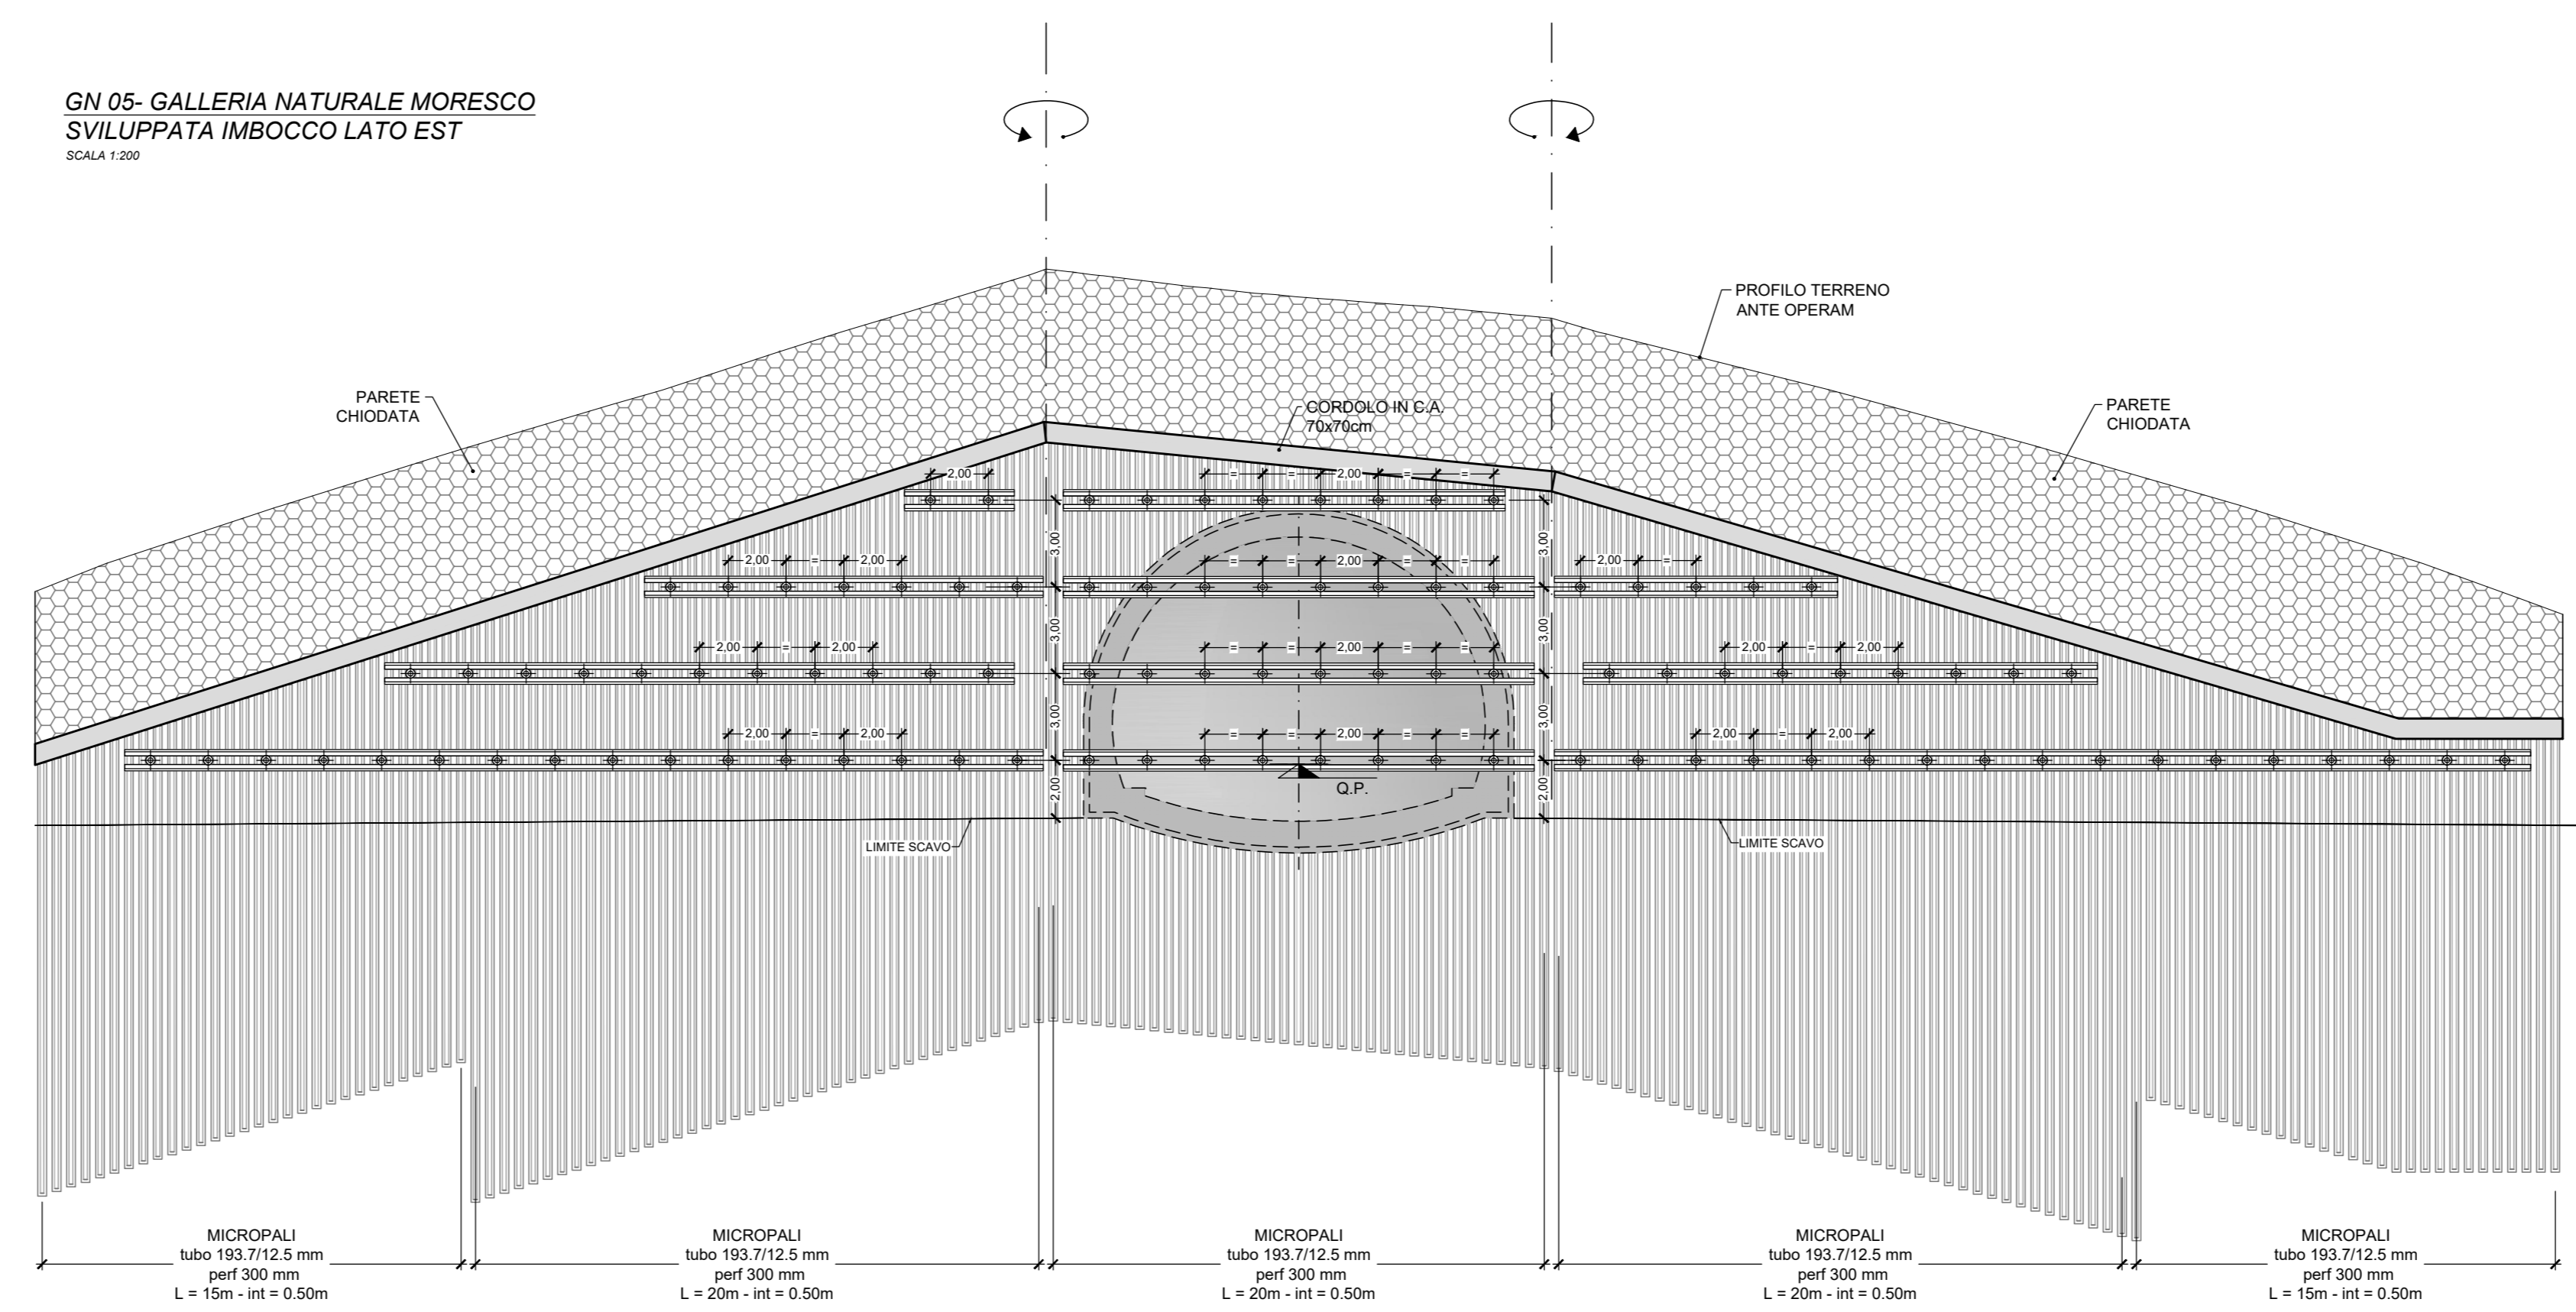 GN 05- GALLERIA NATURALE MORESCO
SVILUPPATA IMBOCCO LATO EST
SCALA 1:200
PROFILO TERRENO
ANTE OPERAM
PARETE
CHIODATA
CORDOLO IN C.A.
70x70cm
PARETE
CHIODATA
2,00
= = 2,00 = =
3,00
3,00
2,00 = 2,00
= = 2,00 = =
2,00 =
3,00
3,00
2,00 = 2,00
= = 2,00 = =
2,00 = 2,00
3,00
3,00
2,00 = 2,00
= = 2,00 = =
2,00 = 2,00
2,00
Q.P.
2,00
LIMITE SCAVO
LIMITE SCAVO
MICROPALI
tubo 193.7/12.5 mm
perf 300 mm
L = 15m - int = 0.50m
MICROPALI
tubo 193.7/12.5 mm
perf 300 mm
L = 20m - int = 0.50m
MICROPALI
tubo 193.7/12.5 mm
perf 300 mm
L = 20m - int = 0.50m
MICROPALI
tubo 193.7/12.5 mm
perf 300 mm
L = 20m - int = 0.50m
MICROPALI
tubo 193.7/12.5 mm
perf 300 mm
L = 15m - int = 0.50m